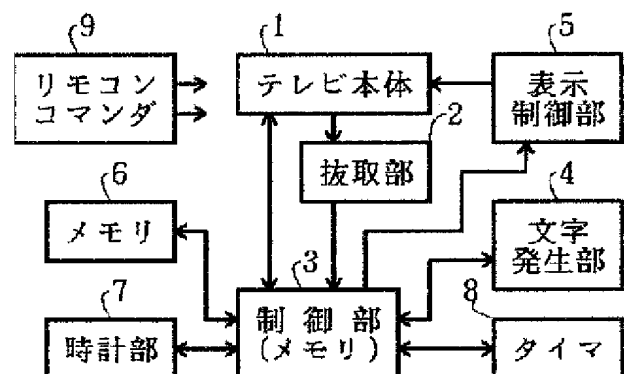 9
リモコン
コマンダ
1
テレビ本体
5
表示
制御部
2
抜取部
6
メモリ
4
文字
発生部
3
制御部
(メモリ)
7
時計部
8
タイマ